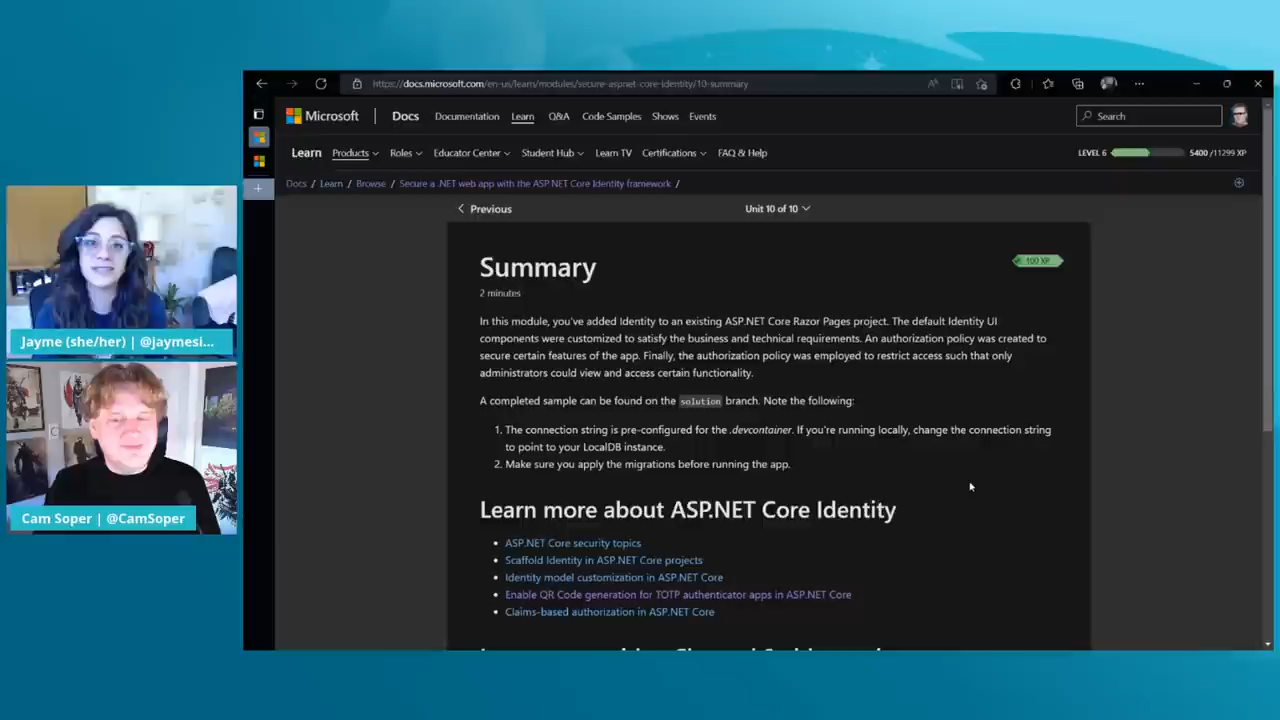 https://docs.microsoft.com/en-us/learn/modules/secure-aspnet-core-identity/10-summary
Microsoft
Docs
Documentation
Learn
Q&A
Code Samples
Shows
Events
Search
Learn
Products
Roles
Educator Center
Student Hub
Learn TV
Certifications
FAQ & Help
LEVEL 6
5400 /11299 XP
Docs / Learn / Browse / Secure a .NET web app with the ASP.NET Core Identity framework /
Previous
Unit 10 of 10
Summary
100 XP
2 minutes
In this module, you've added Identity to an existing ASP.NET Core Razor Pages project. The default Identity UI
components were customized to satisfy the business and technical requirements. An authorization policy was created to
secure certain features of the app. Finally, the authorization policy was employed to restrict access such that only
administrators could view and access certain functionality.
A completed sample can be found on the solution branch. Note the following:
1. The connection string is pre-configured for the .devcontainer. If you're running locally, change the connection string
to point to your LocalDB instance.
2. Make sure you apply the migrations before running the app.
Learn more about ASP.NET Core Identity
• ASP.NET Core security topics
• Scaffold Identity in ASP.NET Core projects
• Identity model customization in ASP.NET Core
• Enable QR Code generation for TOTP authenticator apps in ASP.NET Core
• Claims-based authorization in ASP.NET Core
Jayme (she/her) | @jaymesi...
Cam Soper | @CamSoper